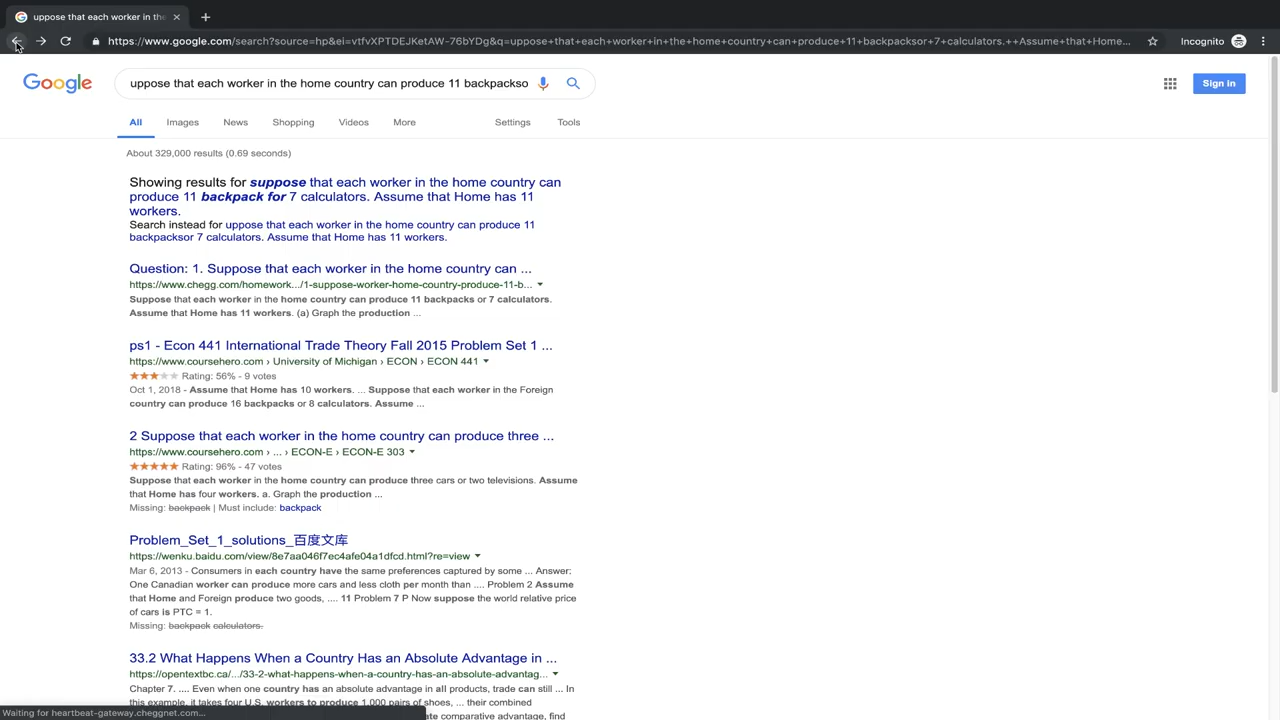 uppose that each worker in the
https://www.google.com/search?source=hp&ei=vtfvXPTDEJKetAW-76bYDg&q=uppose+that+each+worker+in+the+home+country+can+produce+11+backpacksor+7+calculators.++Assume+that+Home...
Incognito
Google
uppose that each worker in the home country can produce 11 backpackso
Sign in
All Images News Shopping Videos More Settings Tools
About 329,000 results (0.69 seconds)
Showing results for suppose that each worker in the home country can
produce 11 backpack for 7 calculators. Assume that Home has 11
workers.
Search instead for uppose that each worker in the home country can produce 11
backpacksor 7 calculators. Assume that Home has 11 workers.
Question: 1. Suppose that each worker in the home country can ...
https://www.chegg.com/homework.../1-suppose-worker-home-country-produce-11-b...
Suppose that each worker in the home country can produce 11 backpacks or 7 calculators.
Assume that Home has 11 workers. (a) Graph the production ...
ps1 - Econ 441 International Trade Theory Fall 2015 Problem Set 1 ...
https://www.coursehero.com › University of Michigan › ECON › ECON 441
Rating: 56% - 9 votes
Oct 1, 2018 - Assume that Home has 10 workers. ... Suppose that each worker in the Foreign
country can produce 16 backpacks or 8 calculators. Assume ...
2 Suppose that each worker in the home country can produce three ...
https://www.coursehero.com › ... › ECON-E › ECON-E 303
Rating: 96% - 47 votes
Suppose that each worker in the home country can produce three cars or two televisions. Assume
that Home has four workers. a. Graph the production ...
Missing: backpack | Must include: backpack
Problem_Set_1_solutions_百度文库
https://wenku.baidu.com/view/8e7aa046f7ec4afe04a1dfcd.html?re=view
Mar 6, 2013 - Consumers in each country have the same preferences captured by some ... Answer:
One Canadian worker can produce more cars and less cloth per month than .... Problem 2 Assume
that Home and Foreign produce two goods, .... 11 Problem 7 P Now suppose the world relative price
of cars is PTC = 1.
Missing: backpack calculators.
33.2 What Happens When a Country Has an Absolute Advantage in ...
https://opentextbc.ca/.../33-2-what-happens-when-a-country-has-an-absolute-advantag...
Chapter 7. .... Even when one country has an absolute advantage in all products, trade can still ... In
this example, it takes four U.S. workers to produce 1,000 pairs of shoes, ... their combined
comparative advantage, find
Waiting for heartbeat-gateway.cheggnet.com...